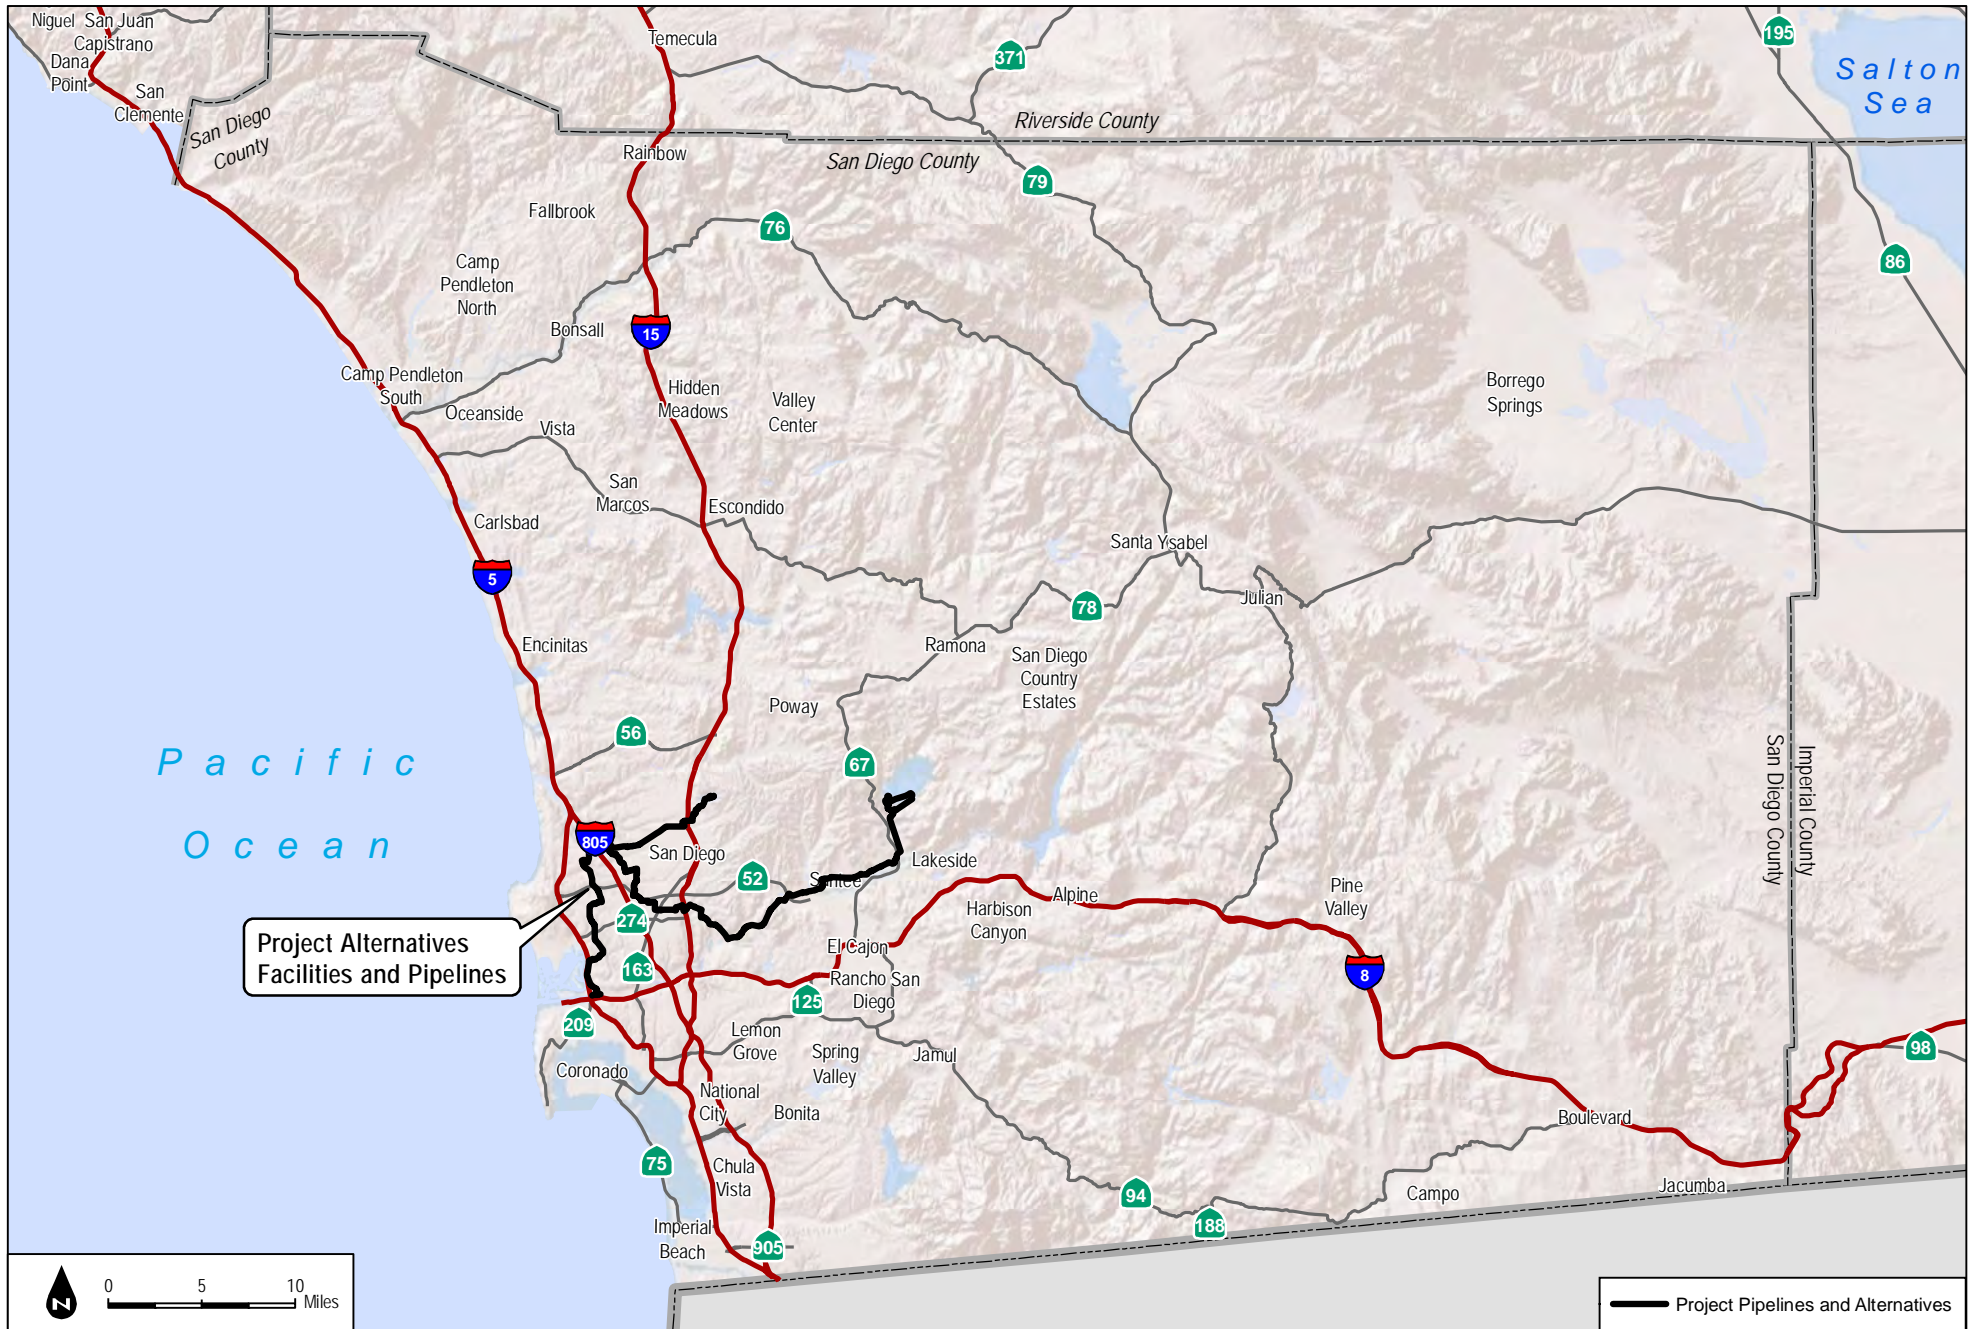 Niguel
San Juan
Capistrano
Dana
Point
San
Clemente
San Diego
County
Temecula
371
195
Salton
Sea
Riverside County
San Diego County
Rainbow
79
Fallbrook
76
86
Camp
Pendleton
North
Bonsall
15
Camp Pendleton
South
Oceanside
Hidden
Meadows
Valley
Center
Borrego
Springs
Vista
San
Marcos
Escondido
Carlsbad
Santa Ysabel
5
78
Julian
Encinitas
Ramona
San Diego
Country
Estates
Poway
56
67
Pacific
Ocean
Imperial County
San Diego County
805
San Diego
52
Santee
Lakeside
Alpine
Pine
Valley
Harbison
Canyon
274
Project Alternatives
Facilities and Pipelines
163
El Cajon
Rancho San
Diego
125
8
209
Lemon
Grove
Spring
Valley
Jamul
98
Coronado
National
City
Bonita
Boulevard
75
Chula
Vista
94
188
Campo
Jacumba
Imperial
Beach
905
N
0 5 10
Miles
Project Pipelines and Alternatives